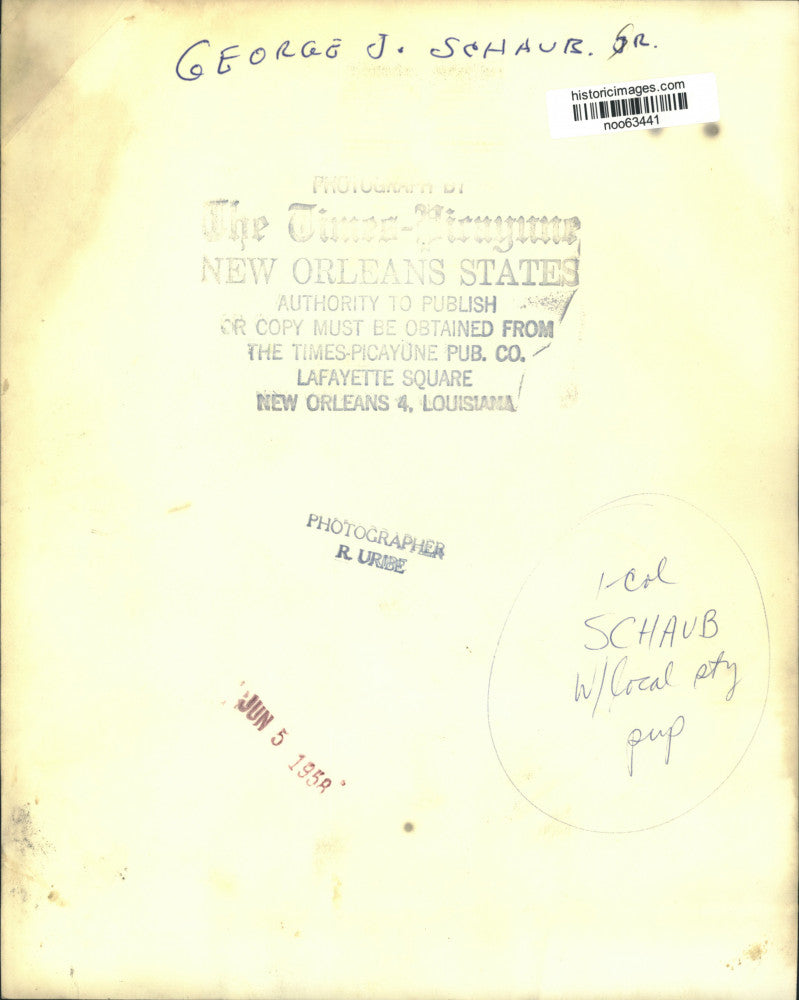 GEORGE J. SCHAUB. JR.
historicimages.com
noo63441
PHOTOGRAPH BY
The Times-Picayune
NEW ORLEANS STATES
AUTHORITY TO PUBLISH
OR COPY MUST BE OBTAINED FROM
THE TIMES-PICAYUNE PUB. CO.
LAFAYETTE SQUARE
NEW ORLEANS 4, LOUISIANA
PHOTOGRAPHER
R. URIBE
1-col
SCHAUB
W/local pty
pnp
JUN 5 1958